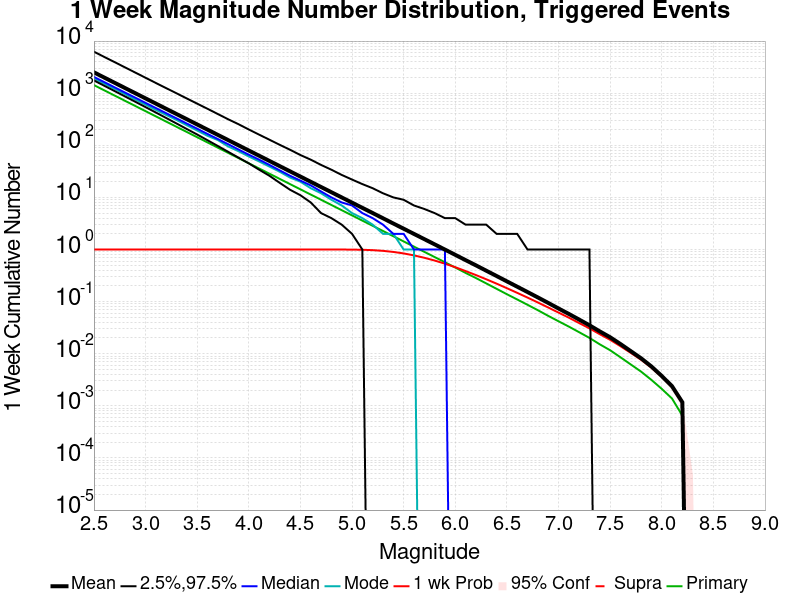 1 Week Magnitude Number Distribution, Triggered Events
1 Week Cumulative Number
10 4
10 3
10 2
10 1
10 0
10 -1
10 -2
10 -3
10 -4
10 -5
2.5 3.0 3.5 4.0 4.5 5.0 5.5 6.0 6.5 7.0 7.5 8.0 8.5 9.0
Magnitude
Mean 2.5%,97.5% Median Mode 1 wk Prob 95% Conf Supra Primary